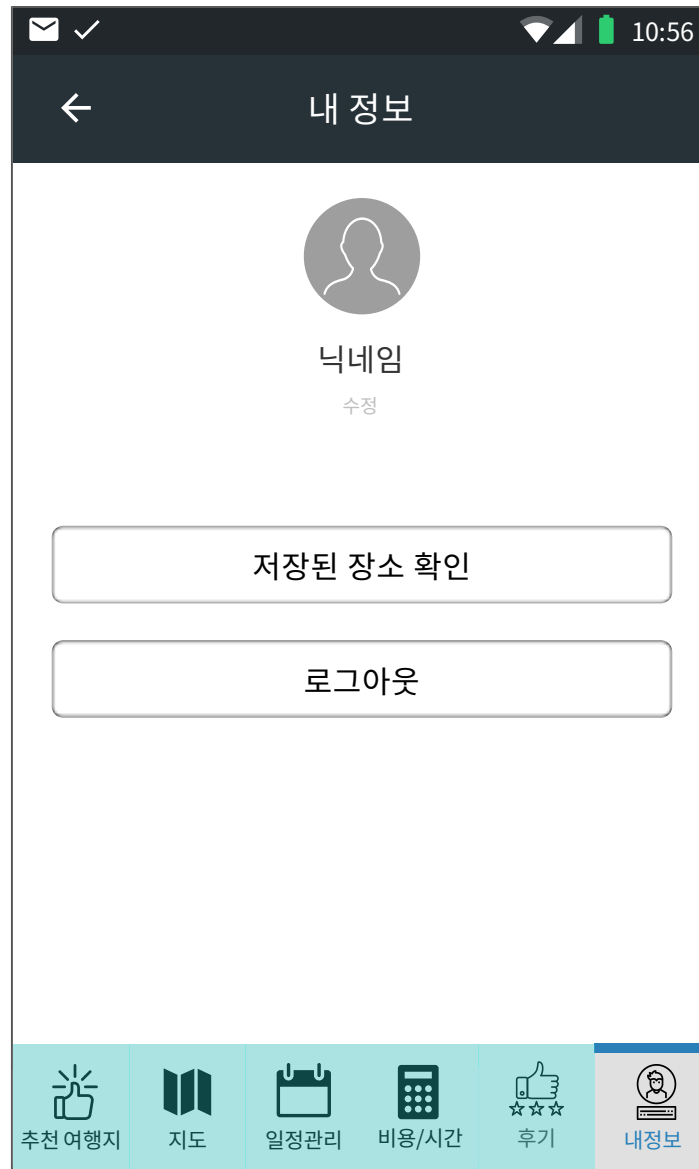 10:56
내 정보
닉네임
수정
저장된 장소 확인
로그아웃
추천 여행지
지도
일정관리
비용/시간
후기
내정보